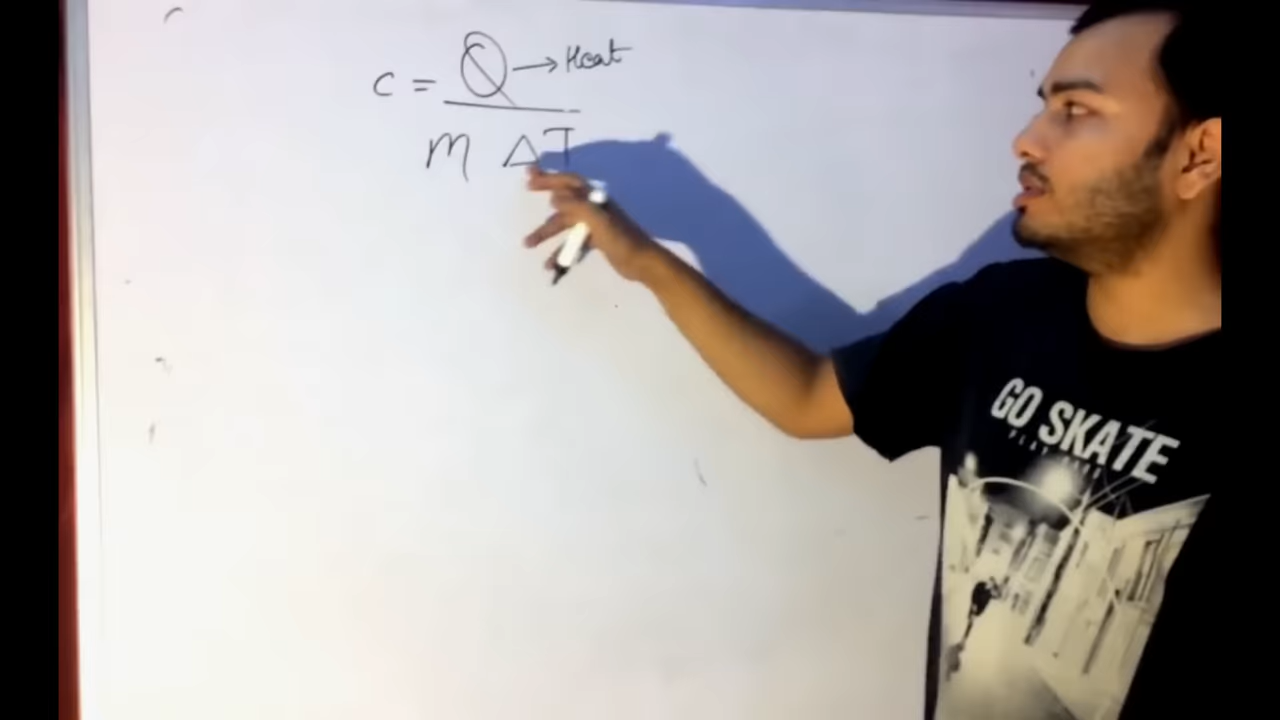 c = Q → Heat
m ΔT
GO SKATE